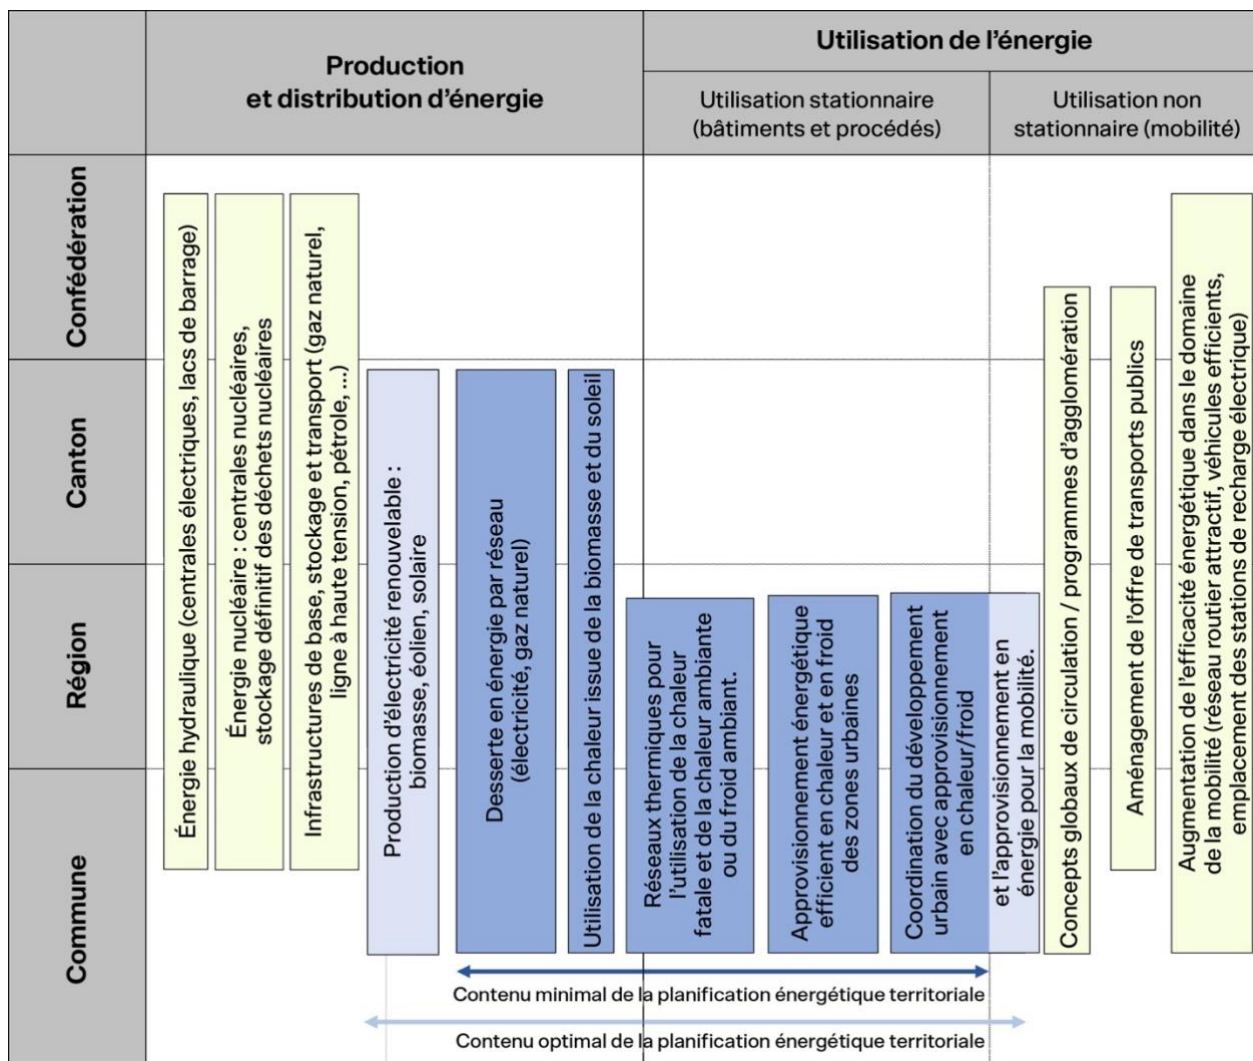 Production
et distribution d'énergie
Utilisation de l'énergie
Utilisation stationnaire
(bâtiments et procédés)
Utilisation non
stationnaire (mobilité)
Confédération
Canton
Région
Commune
Énergie hydraulique (centrales électriques, lacs de barrage)
Énergie nucléaire : centrales nucléaires,
stockage définitif des déchets nucléaires
Infrastructures de base, stockage et transport (gaz naturel,
ligne à haute tension, pétrole, ...)
Production d'électricité renouvelable :
biomasse, éolien, solaire
Desserte en énergie par réseau
(électricité, gaz naturel)
Utilisation de la chaleur issue de la biomasse et du soleil
Réseaux thermiques pour
l'utilisation de la chaleur
fatale et de la chaleur ambiante
ou du froid ambiant.
Approvisionnement énergétique
efficient en chaleur et en froid
des zones urbaines
Coordination du développement
urbain avec approvisionnement
en chaleur/froid
et l'approvisionnement en
énergie pour la mobilité.
Concepts globaux de circulation / programmes d'agglomération
Aménagement de l'offre de transports publics
Augmentation de l'efficacité énergétique dans le domaine
de la mobilité (réseau routier attractif, véhicules efficients,
emplacement des stations de recharge électrique)
Contenu minimal de la planification énergétique territoriale
Contenu optimal de la planification énergétique territoriale